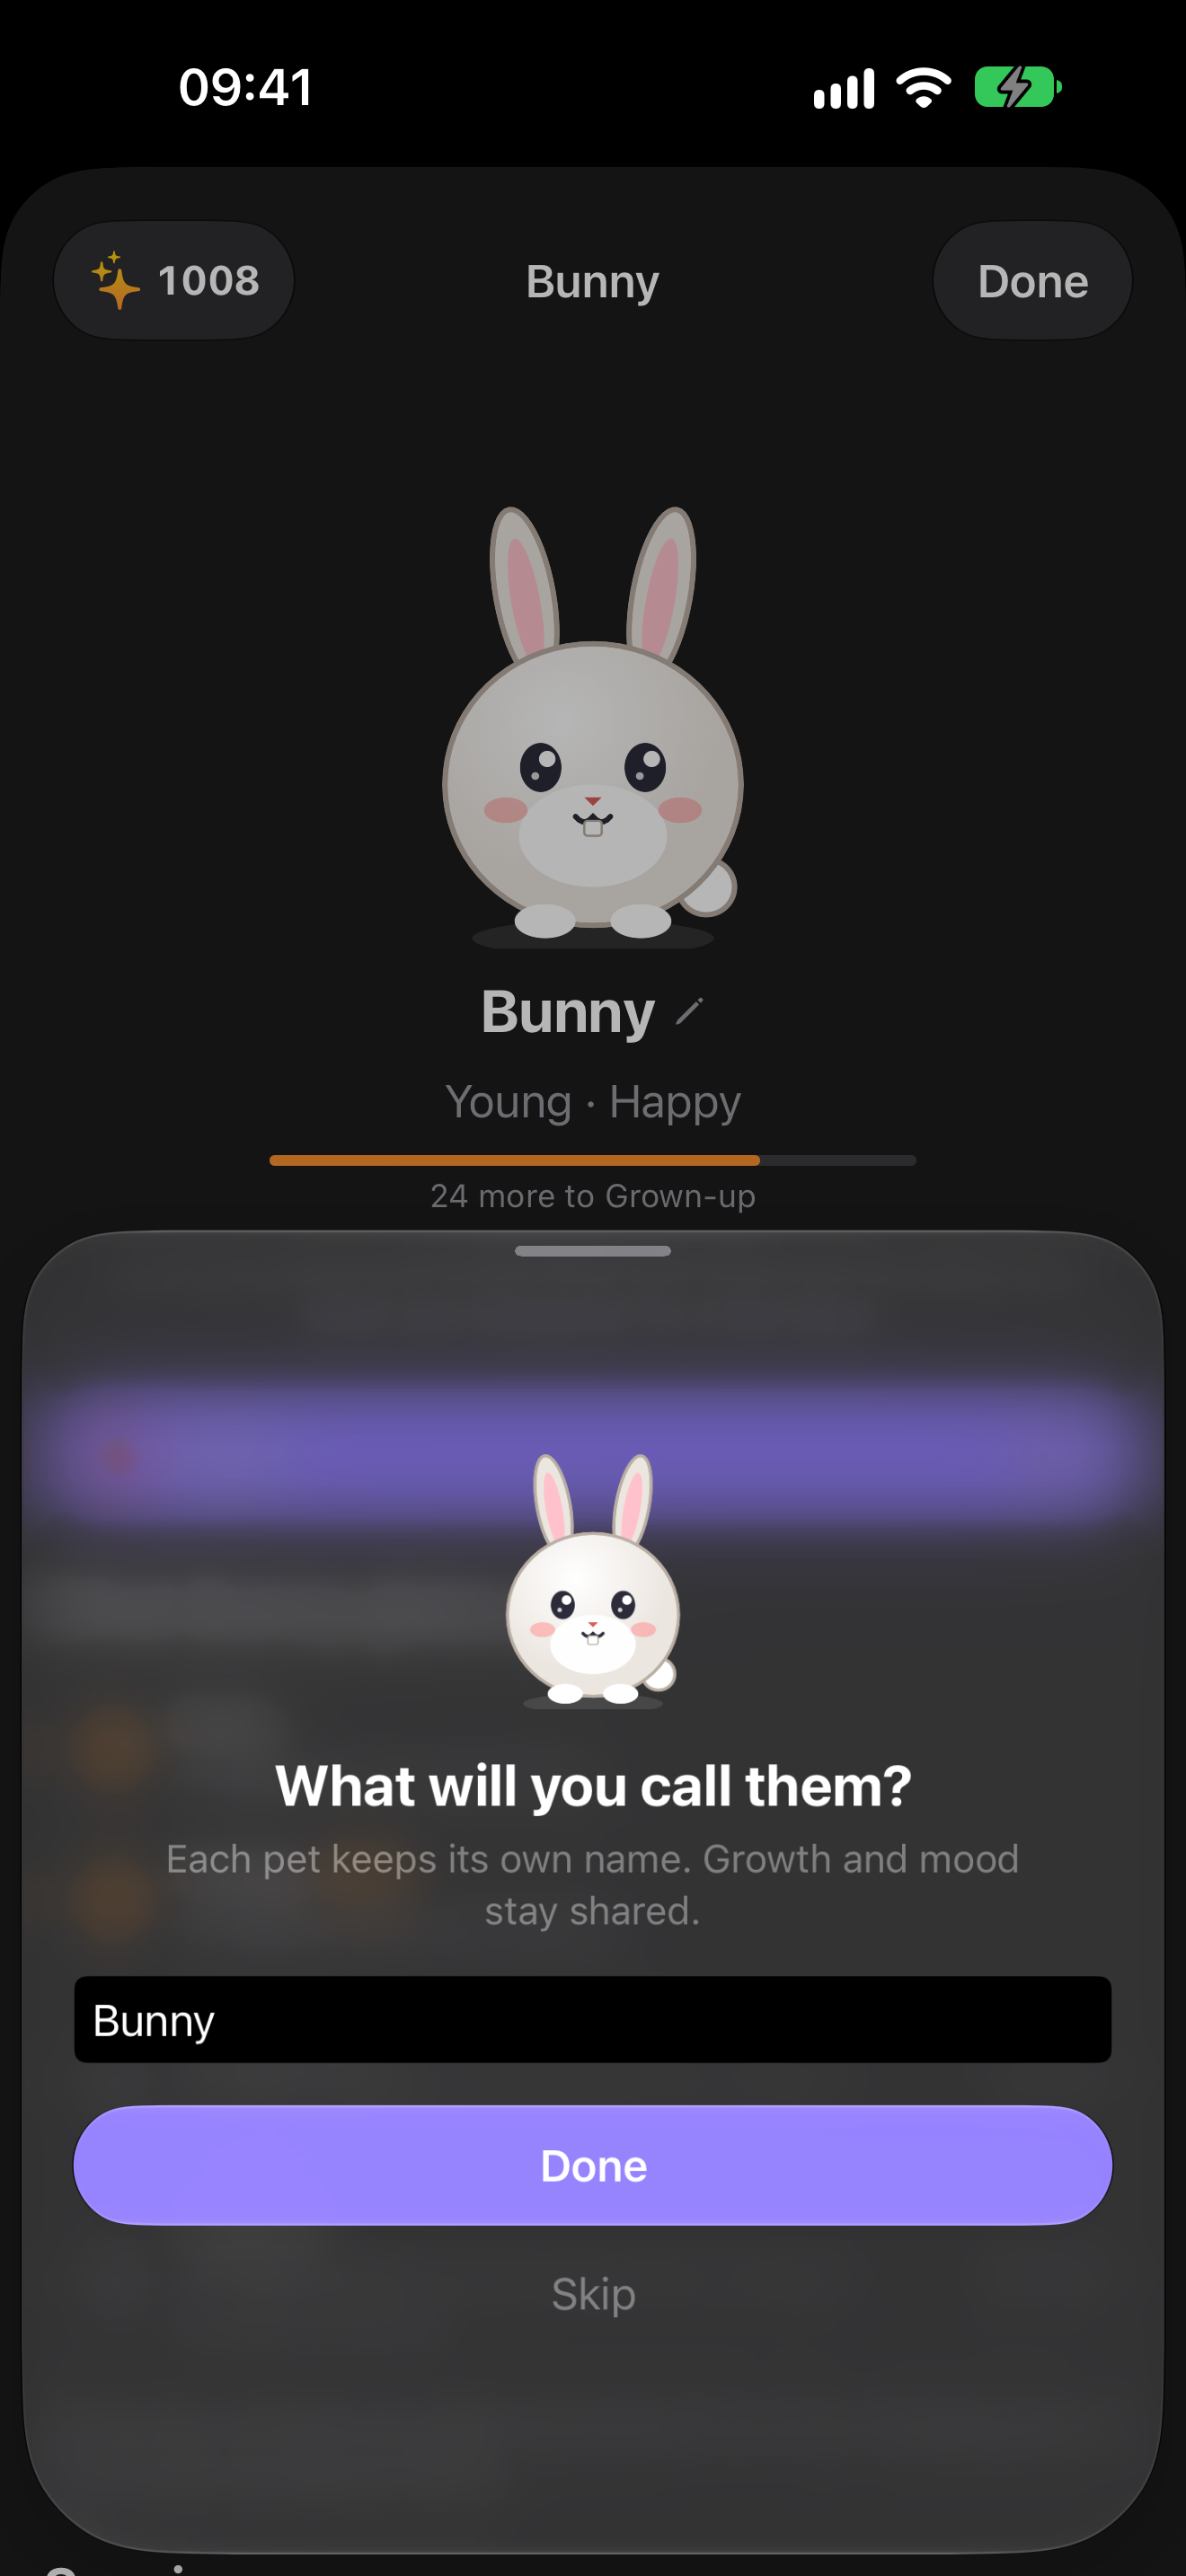 09:41
1008
Bunny
Done
Bunny
Young · Happy
24 more to Grown-up
What will you call them?
Each pet keeps its own name. Growth and mood
stay shared.
Bunny
Done
Skip